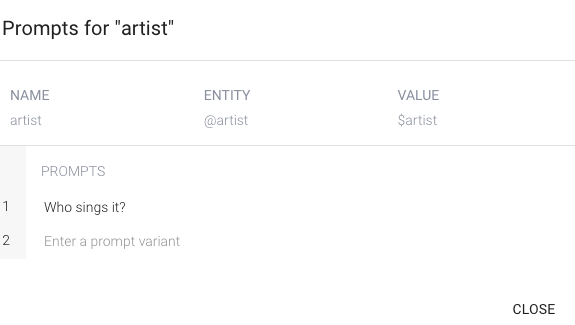 Prompts for "artist"
NAME ENTITY VALUE
artist @artist $artist
PROMPTS
1 Who sings it?
2 Enter a prompt variant
CLOSE